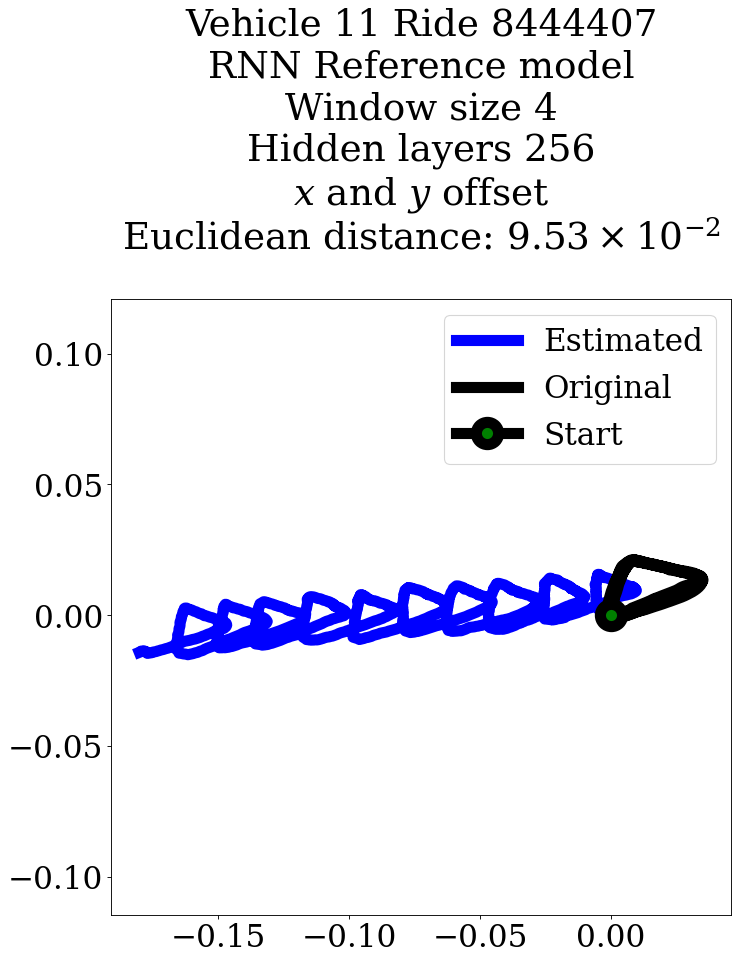 Vehicle 11 Ride 8444407
RNN Reference model
Window size 4
Hidden layers 256
x and y offset
Euclidean distance: 9.53 × 10⁻²
Estimated
Original
Start
0.10
0.05
0.00
−0.05
−0.10
−0.15 −0.10 −0.05 0.00